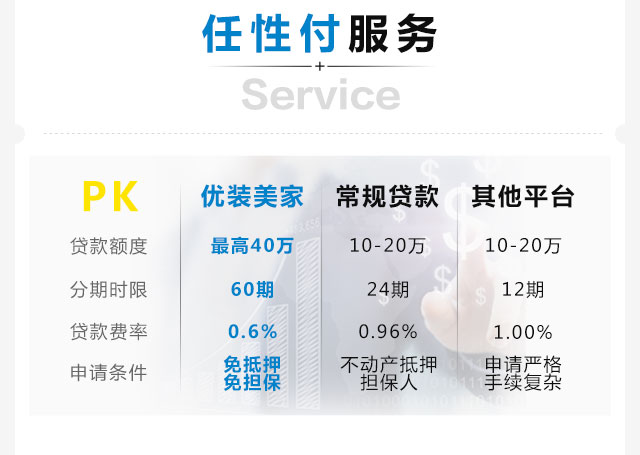 任性付服务
Service
PK 优装美家 常规贷款 其他平台
贷款额度 最高40万 10-20万 10-20万
分期时限 60期 24期 12期
贷款费率 0.6% 0.96% 1.00%
申请条件 免抵押 不动产抵押 申请严格
免担保 担保人 手续复杂